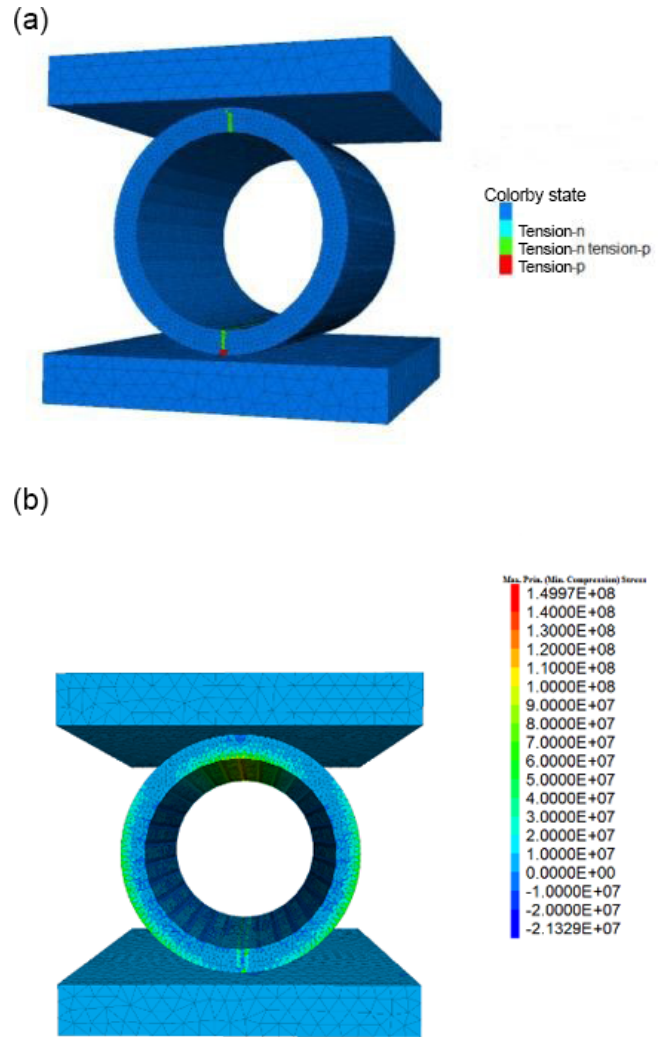 (a)
Colorby state
Tension-n
Tension-n tension-p
Tension-p
(b)
Max. Prin. (Min. Compression) Stress
1.4997E+08
1.4000E+08
1.3000E+08
1.2000E+08
1.1000E+08
1.0000E+08
9.0000E+07
8.0000E+07
7.0000E+07
6.0000E+07
5.0000E+07
4.0000E+07
3.0000E+07
2.0000E+07
1.0000E+07
0.0000E+00
-1.0000E+07
-2.0000E+07
-2.1329E+07